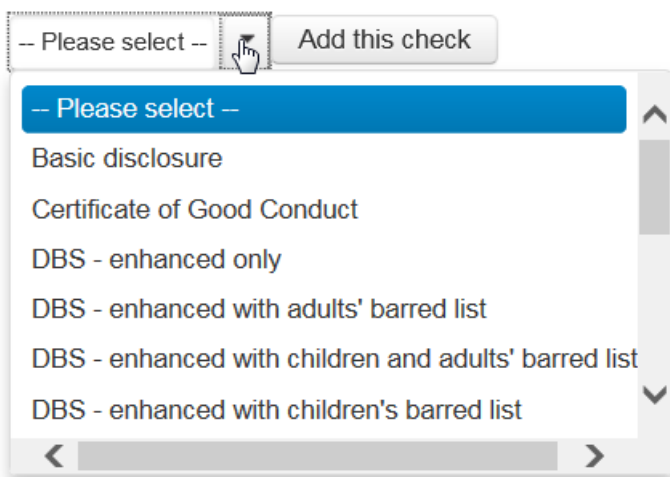 -- Please select -- Add this check
-- Please select --
Basic disclosure
Certificate of Good Conduct
DBS - enhanced only
DBS - enhanced with adults' barred list
DBS - enhanced with children and adults' barred list
DBS - enhanced with children's barred list